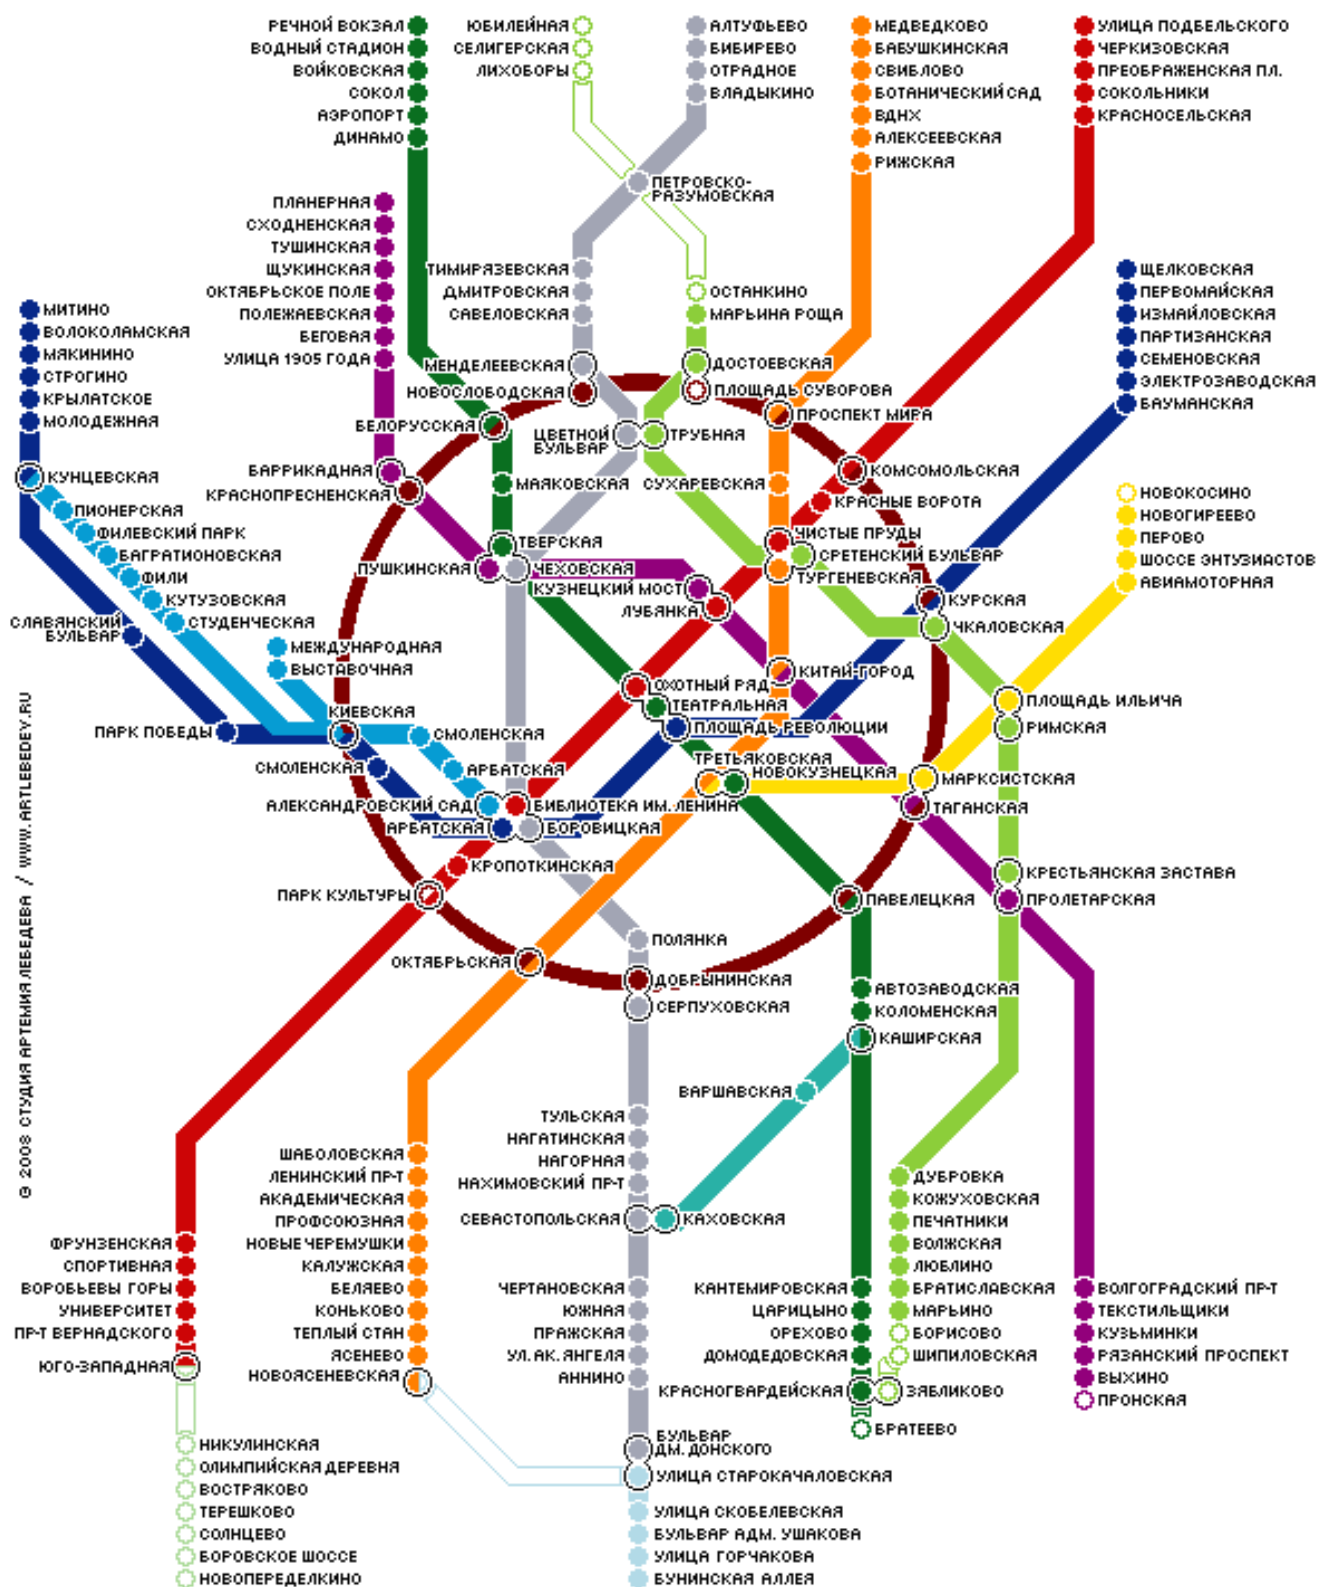 РЕЧНОЙ ВОКЗАЛ
ВОДНЫЙ СТАДИОН
ВОЙКОВСКАЯ
СОКОЛ
АЭРОПОРТ
ДИНАМО
ЮБИЛЕЙНАЯ
СЕЛИГЕРСКАЯ
ЛИХОБОРЫ
АЛТУФЬЕВО
БИБИРЕВО
ОТРАДНОЕ
ВЛАДЫКИНО
МЕДВЕДКОВО
БАБУШКИНСКАЯ
СВИБЛОВО
БОТАНИЧЕСКИЙ САД
ВДНХ
АЛЕКСЕЕВСКАЯ
РИЖСКАЯ
УЛИЦА ПОДБЕЛЬСКОГО
ЧЕРКИЗОВСКАЯ
ПРЕОБРАЖЕНСКАЯ ПЛ.
СОКОЛЬНИКИ
КРАСНОСЕЛЬСКАЯ
ПЕТРОВСКО-
РАЗУМОВСКАЯ
ПЛАНЕРНАЯ
СХОДНЕНСКАЯ
ТУШИНСКАЯ
ЩУКИНСКАЯ
ОКТЯБРЬСКОЕ ПОЛЕ
ПОЛЕЖАЕВСКАЯ
БЕГОВАЯ
УЛИЦА 1905 ГОДА
ТИМИРЯЗЕВСКАЯ
ДМИТРОВСКАЯ
САВЕЛОВСКАЯ
ОСТАНКИНО
МАРЬИНА РОЩА
ЩЕЛКОВСКАЯ
ПЕРВОМАЙСКАЯ
ИЗМАЙЛОВСКАЯ
ПАРТИЗАНСКАЯ
СЕМЕНОВСКАЯ
ЭЛЕКТРОЗАВОДСКАЯ
БАУМАНСКАЯ
МИТИНО
ВОЛОКОЛАМСКАЯ
МЯКИНИНО
СТРОГИНО
КРЫЛАТСКОЕ
МОЛОДЕЖНАЯ
КУНЦЕВСКАЯ
МЕНДЕЛЕЕВСКАЯ
НОВОСЛОБОДСКАЯ
ДОСТОЕВСКАЯ
ПЛОЩАДЬ СУВОРОВА
ПРОСПЕКТ МИРА
БЕЛОРУССКАЯ
ЦВЕТНОЙ
БУЛЬВАР
ТРУБНАЯ
БАРРИКАДНАЯ
КРАСНОПРЕСНЕНСКАЯ
МАЯКОВСКАЯ
СУХАРЕВСКАЯ
КОМСОМОЛЬСКАЯ
КРАСНЫЕ ВОРОТА
НОВОКОСИНО
НОВОГИРЕЕВО
ПЕРОВО
ШОССЕ ЭНТУЗИАСТОВ
АВИАМОТОРНАЯ
ПИОНЕРСКАЯ
ФИЛЕВСКИЙ ПАРК
БАГРАТИОНОВСКАЯ
ФИЛИ
КУТУЗОВСКАЯ
СТУДЕНЧЕСКАЯ
СЛАВЯНСКИЙ
БУЛЬВАР
ТВЕРСКАЯ
ПУШКИНСКАЯ
ЧЕХОВСКАЯ
ЧИСТЫЕ ПРУДЫ
СРЕТЕНСКИЙ БУЛЬВАР
ТУРГЕНЕВСКАЯ
КУЗНЕЦКИЙ МОСТ
ЛУБЯНКА
КУРСКАЯ
ЧКАЛОВСКАЯ
МЕЖДУНАРОДНАЯ
ВЫСТАВОЧНАЯ
КИТАЙ-ГОРОД
ОХОТНЫЙ РЯД
ТЕАТРАЛЬНАЯ
ПЛОЩАДЬ РЕВОЛЮЦИИ
ПЛОЩАДЬ ИЛЬИЧА
РИМСКАЯ
КИЕВСКАЯ
ПАРК ПОБЕДЫ
СМОЛЕНСКАЯ
СМОЛЕНСКАЯ
АРБАТСКАЯ
ТРЕТЬЯКОВСКАЯ
НОВОКУЗНЕЦКАЯ
МАРКСИСТСКАЯ
ТАГАНСКАЯ
АЛЕКСАНДРОВСКИЙ САД
БИБЛИОТЕКА ИМ. ЛЕНИНА
АРБАТСКАЯ
БОРОВИЦКАЯ
КРОПОТКИНСКАЯ
ПАРК КУЛЬТУРЫ
КРЕСТЬЯНСКАЯ ЗАСТАВА
ПРОЛЕТАРСКАЯ
ПАВЕЛЕЦКАЯ
ПОЛЯНКА
ОКТЯБРЬСКАЯ
ДОБРЫНИНСКАЯ
СЕРПУХОВСКАЯ
АВТОЗАВОДСКАЯ
КОЛОМЕНСКАЯ
КАШИРСКАЯ
ВАРШАВСКАЯ
ТУЛЬСКАЯ
НАГАТИНСКАЯ
НАГОРНАЯ
НАХИМОВСКИЙ ПР-Т
СЕВАСТОПОЛЬСКАЯ
КАХОВСКАЯ
ШАБОЛОВСКАЯ
ЛЕНИНСКИЙ ПР-Т
АКАДЕМИЧЕСКАЯ
ПРОФСОЮЗНАЯ
НОВЫЕ ЧЕРЕМУШКИ
КАЛУЖСКАЯ
БЕЛЯЕВО
КОНЬКОВО
ТЕПЛЫЙ СТАН
ЯСЕНЕВО
НОВОЯСЕНЕВСКАЯ
ДУБРОВКА
КОЖУХОВСКАЯ
ПЕЧАТНИКИ
ВОЛЖСКАЯ
ЛЮБЛИНО
БРАТИСЛАВСКАЯ
МАРЬИНО
БОРИСОВО
ШИПИЛОВСКАЯ
ЗЯБЛИКОВО
ФРУНЗЕНСКАЯ
СПОРТИВНАЯ
ВОРОБЬЕВЫ ГОРЫ
УНИВЕРСИТЕТ
ПР-Т ВЕРНАДСКОГО
ЮГО-ЗАПАДНАЯ
ЧЕРТАНОВСКАЯ
ЮЖНАЯ
ПРАЖСКАЯ
УЛ. АК. ЯНГЕЛЯ
АННИНО
КАНТЕМИРОВСКАЯ
ЦАРИЦЫНО
ОРЕХОВО
ДОМОДЕДОВСКАЯ
КРАСНОГВАРДЕЙСКАЯ
БРАТЕЕВО
ВОЛГОГРАДСКИЙ ПР-Т
ТЕКСТИЛЬЩИКИ
КУЗЬМИНКИ
РЯЗАНСКИЙ ПРОСПЕКТ
ВЫХИНО
ПРОНСКАЯ
БУЛЬВАР
ДМ. ДОНСКОГО
УЛИЦА СТАРОКАЧАЛОВСКАЯ
УЛИЦА СКОБЕЛЕВСКАЯ
БУЛЬВАР АДМ. УШАКОВА
УЛИЦА ГОРЧАКОВА
БУНИНСКАЯ АЛЛЕЯ
НИКУЛИНСКАЯ
ОЛИМПИЙСКАЯ ДЕРЕВНЯ
ВОСТРЯКОВО
ТЕРЕШКОВО
СОЛНЦЕВО
БОРОВСКОЕ ШОССЕ
НОВОПЕРЕДЕЛКИНО
© 2008 СТУДИЯ АРТЕМИЯ ЛЕБЕДЕВА / WWW.ARTLEBEDEV.RU